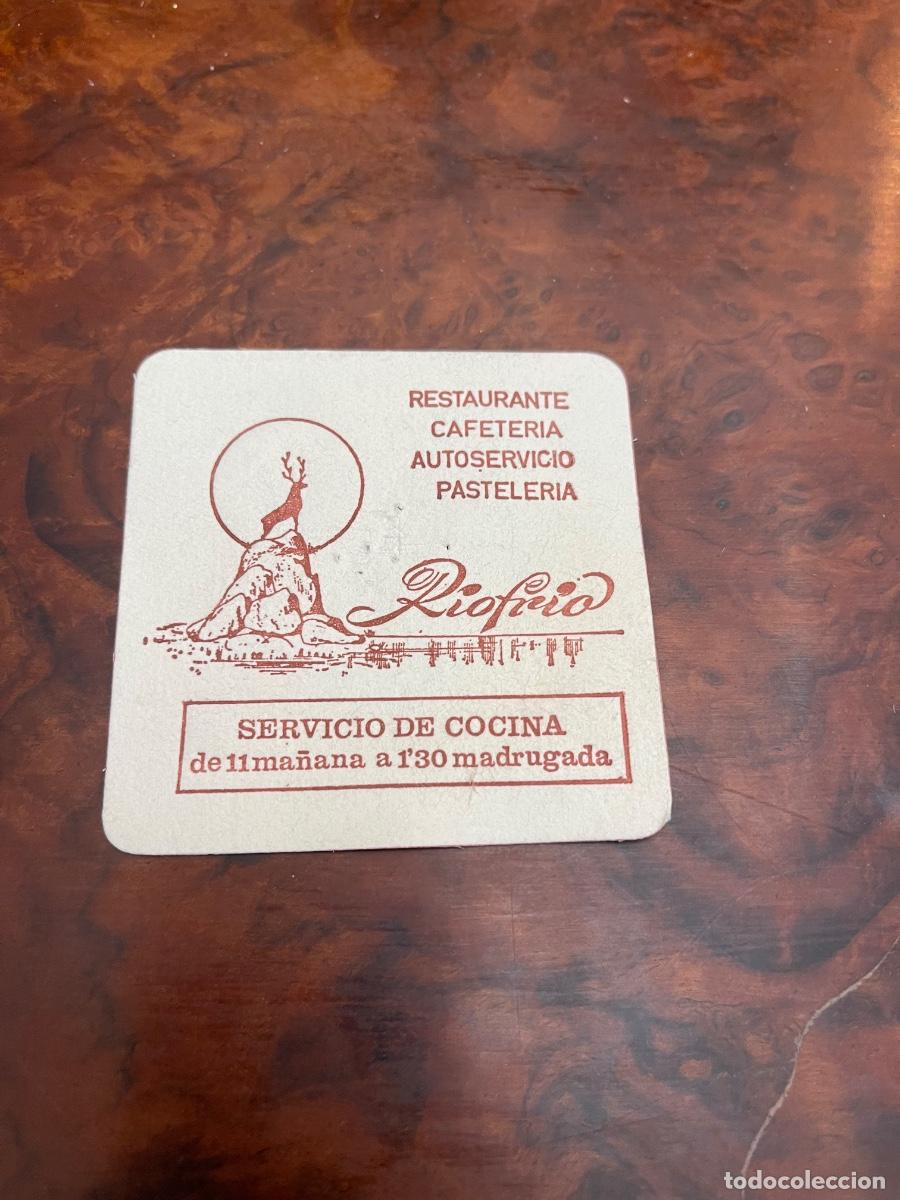 RESTAURANTE
CAFETERIA
AUTOSERVICIO
PASTELERIA
Riofrio
SERVICIO DE COCINA
de 11 mañana a 1'30 madrugada
todocoleccion